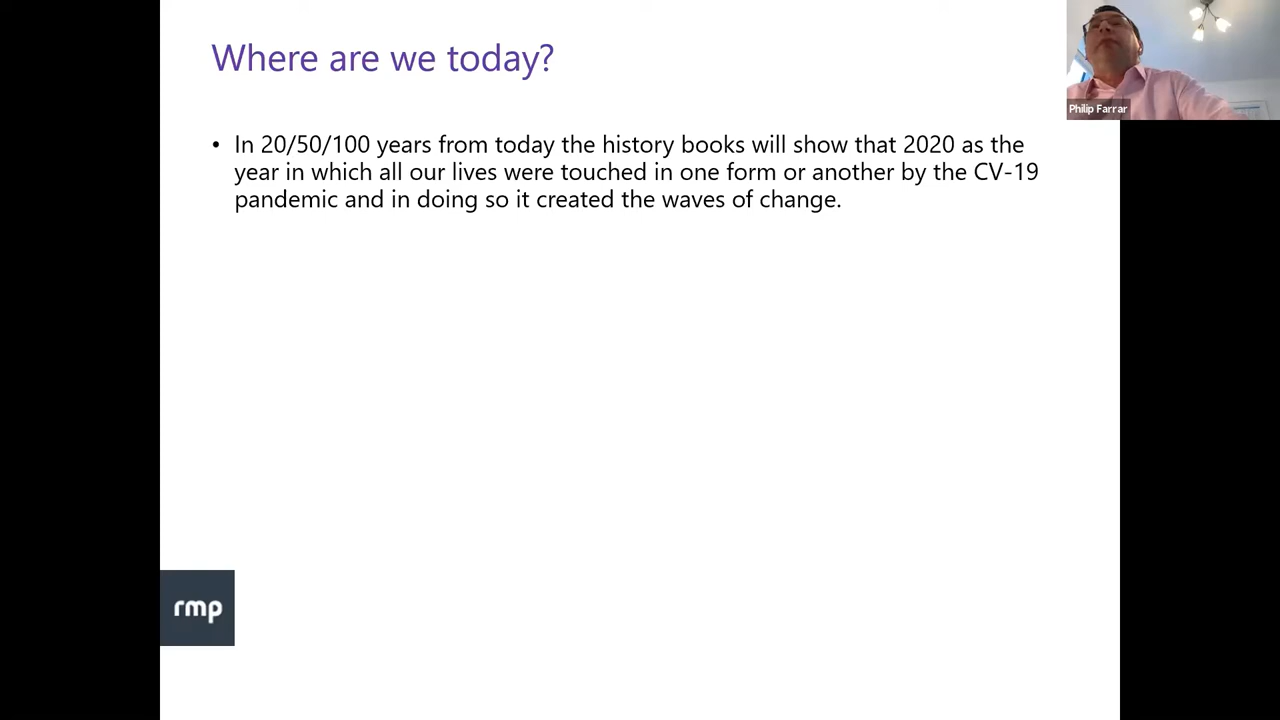 Where are we today?
Philip Farrar
• In 20/50/100 years from today the history books will show that 2020 as the
year in which all our lives were touched in one form or another by the CV-19
pandemic and in doing so it created the waves of change.
rmp